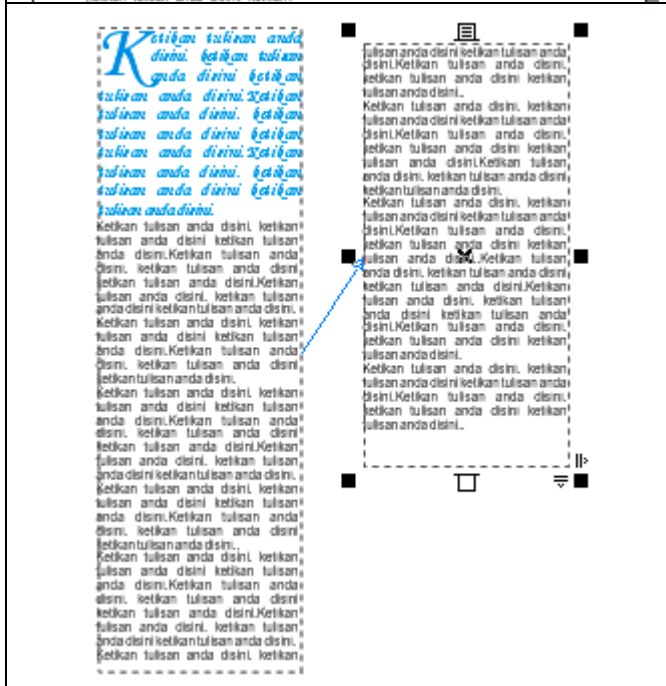 Ketikan tulisan anda
disini. ketikan tulisan
anda disini ketikan
tulisan anda disini.Ketikan
tulisan anda disini. ketikan
tulisan anda disini ketikan
tulisan anda disini.Ketikan
tulisan anda disini. ketikan
tulisan anda disini ketikan
tulisan anda disini.
Ketikan tulisan anda disini. ketikan
tulisan anda disini ketikan tulisan
anda disini.Ketikan tulisan anda
disini. ketikan tulisan anda disini
ketikan tulisan anda disini.Ketikan
tulisan anda disini. ketikan tulisan
anda disini ketikan tulisan anda disini.
Ketikan tulisan anda disini. ketikan
tulisan anda disini ketikan tulisan
anda disini.Ketikan tulisan anda
disini. ketikan tulisan anda disini
ketikan tulisan anda disini.
Ketikan tulisan anda disini. ketikan
tulisan anda disini ketikan tulisan
anda disini.Ketikan tulisan anda
disini. ketikan tulisan anda disini
ketikan tulisan anda disini.Ketikan
tulisan anda disini. ketikan tulisan
anda disini ketikan tulisan anda disini.
Ketikan tulisan anda disini. ketikan
tulisan anda disini ketikan tulisan
anda disini.Ketikan tulisan anda
disini. ketikan tulisan anda disini
ketikan tulisan anda disini..
Ketikan tulisan anda disini. ketikan
tulisan anda disini ketikan tulisan
anda disini.Ketikan tulisan anda
disini. ketikan tulisan anda disini
ketikan tulisan anda disini.Ketikan
tulisan anda disini. ketikan tulisan
anda disini ketikan tulisan anda disini.
Ketikan tulisan anda disini. ketikan
tulisan anda disini ketikan tulisan anda
disini.Ketikan tulisan anda disini.
ketikan tulisan anda disini ketikan
tulisan anda disini..
Ketikan tulisan anda disini. ketikan
tulisan anda disini ketikan tulisan anda
disini.Ketikan tulisan anda disini.
ketikan tulisan anda disini ketikan
tulisan anda disini.Ketikan tulisan
anda disini. ketikan tulisan anda disini
ketikan tulisan anda disini.
Ketikan tulisan anda disini. ketikan
tulisan anda disini ketikan tulisan anda
disini.Ketikan tulisan anda disini.
ketikan tulisan anda disini ketikan
tulisan anda disini.Ketikan tulisan
anda disini. ketikan tulisan anda disini
ketikan tulisan anda disini.Ketikan
tulisan anda disini. ketikan tulisan
anda disini ketikan tulisan anda
disini.Ketikan tulisan anda disini.
ketikan tulisan anda disini ketikan
tulisan anda disini.
Ketikan tulisan anda disini. ketikan
tulisan anda disini ketikan tulisan anda
disini.Ketikan tulisan anda disini.
ketikan tulisan anda disini ketikan
tulisan anda disini..